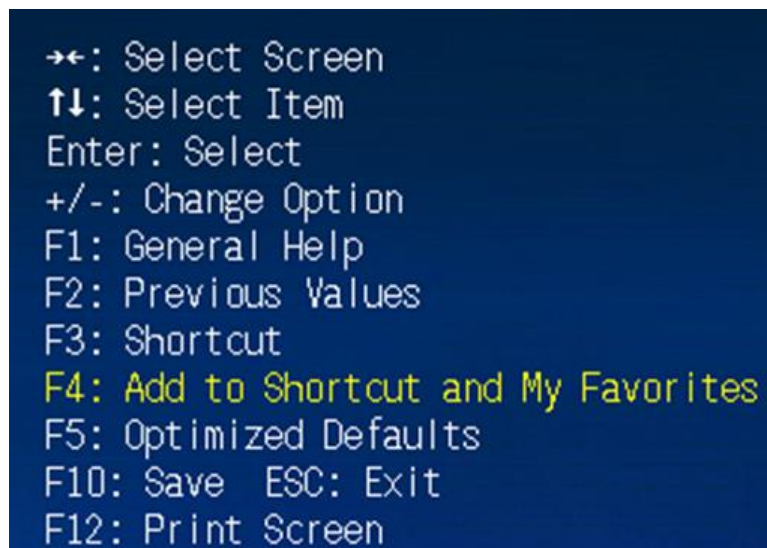 →←: Select Screen
↑↓: Select Item
Enter: Select
+/-: Change Option
F1: General Help
F2: Previous Values
F3: Shortcut
F4: Add to Shortcut and My Favorites
F5: Optimized Defaults
F10: Save  ESC: Exit
F12: Print Screen